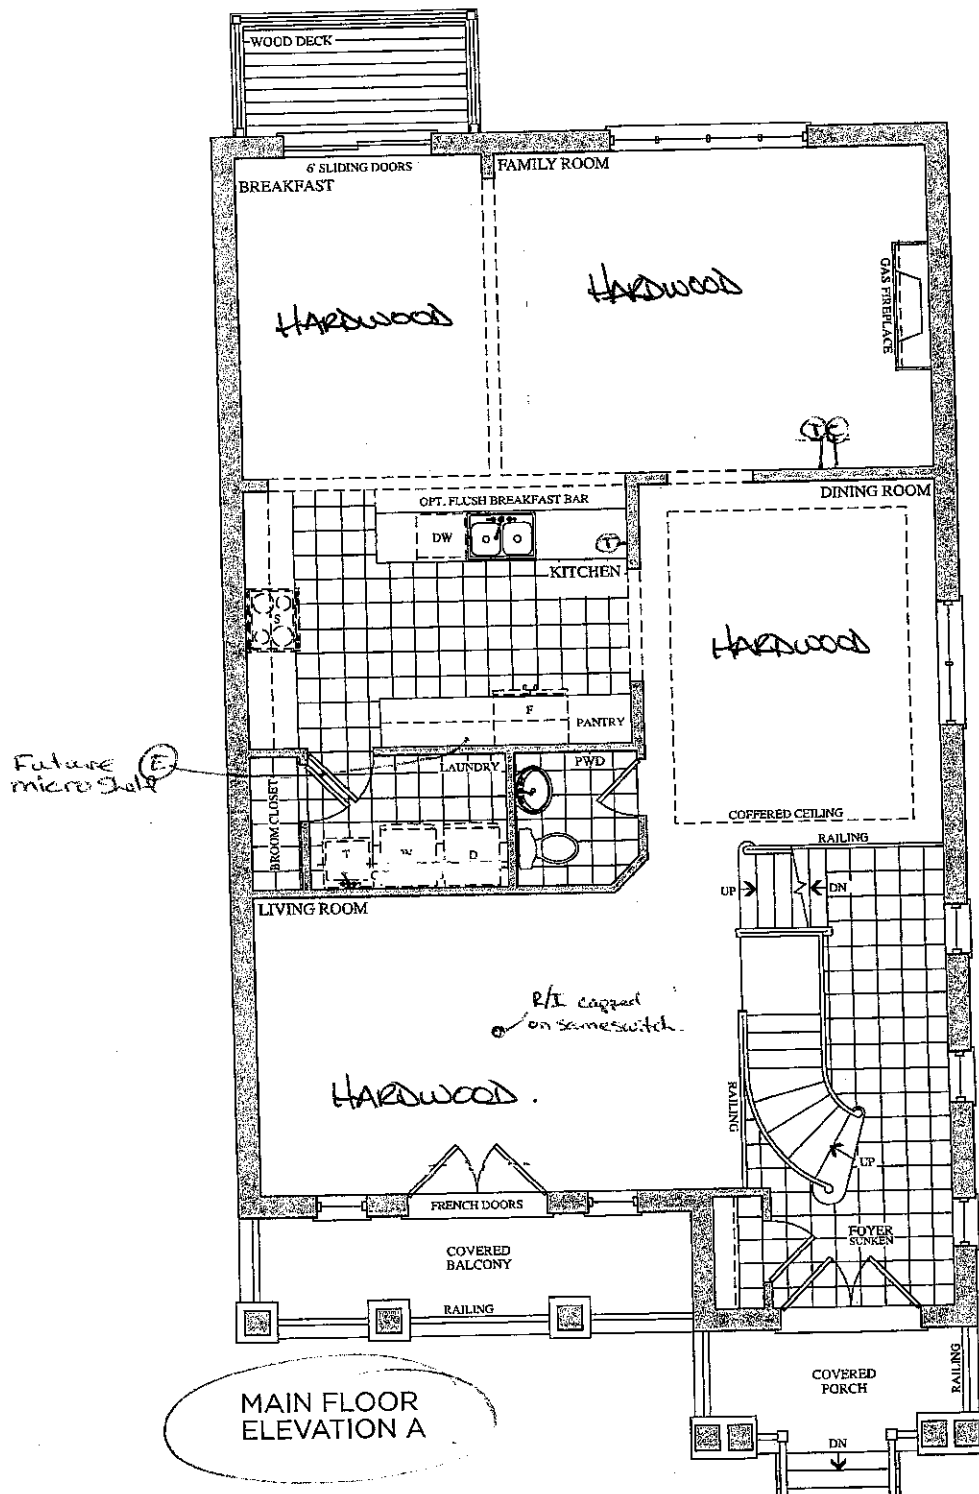 WOOD DECK
6' SLIDING DOORS
BREAKFAST
FAMILY ROOM
HARDWOOD
HARDWOOD
GAS FIREPLACE
T E
DINING ROOM
OPT. FLUSH BREAKFAST BAR
DW
T
KITCHEN
S
HARDWOOD
F
PANTRY
Future E
micro shelf
LAUNDRY
PWD
BROOM CLOSET
COFFERED CEILING
T
W
D
RAILING
UP
DN
LIVING ROOM
R/I capped
on same switch.
HARDWOOD.
RAILING
UP
FRENCH DOORS
FOYER
SUNKEN
COVERED
BALCONY
RAILING
COVERED
PORCH
RAILING
MAIN FLOOR
ELEVATION A
DN